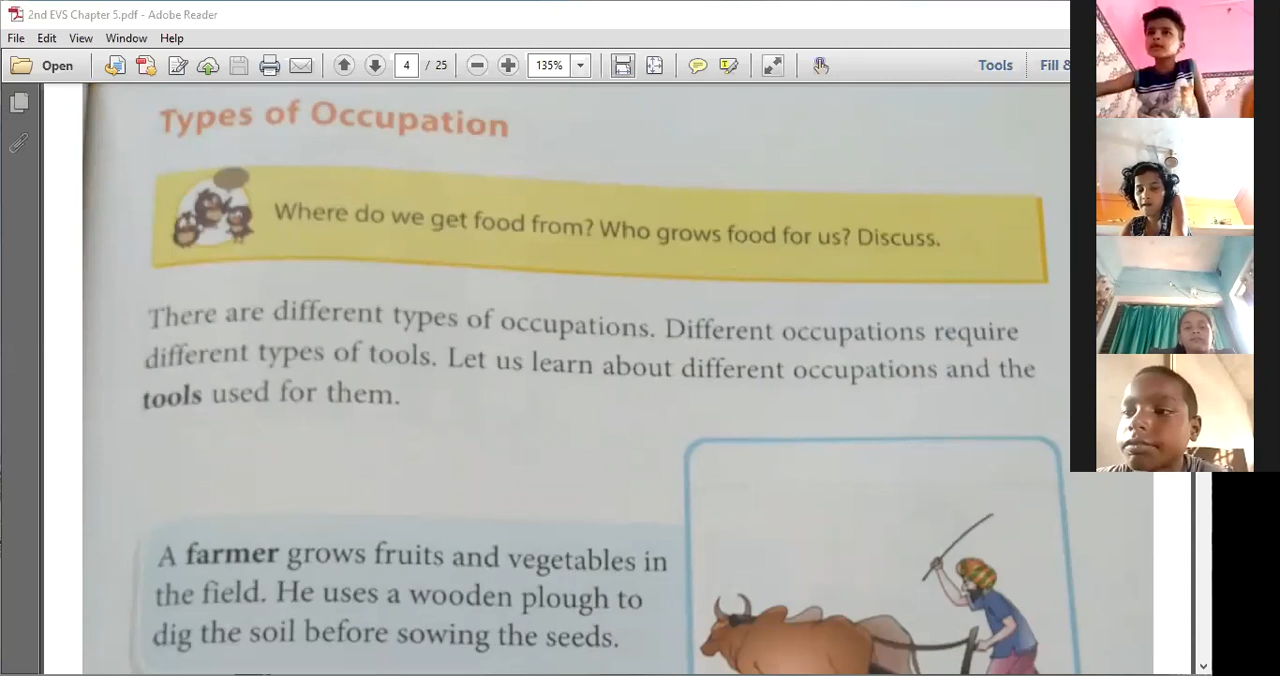 2nd EVS Chapter 5.pdf - Adobe Reader
File Edit View Window Help
Open 4 / 25 135% Tools Fill &
Types of Occupation
Where do we get food from? Who grows food for us? Discuss.
There are different types of occupations. Different occupations require
different types of tools. Let us learn about different occupations and the
tools used for them.
A farmer grows fruits and vegetables in
the field. He uses a wooden plough to
dig the soil before sowing the seeds.